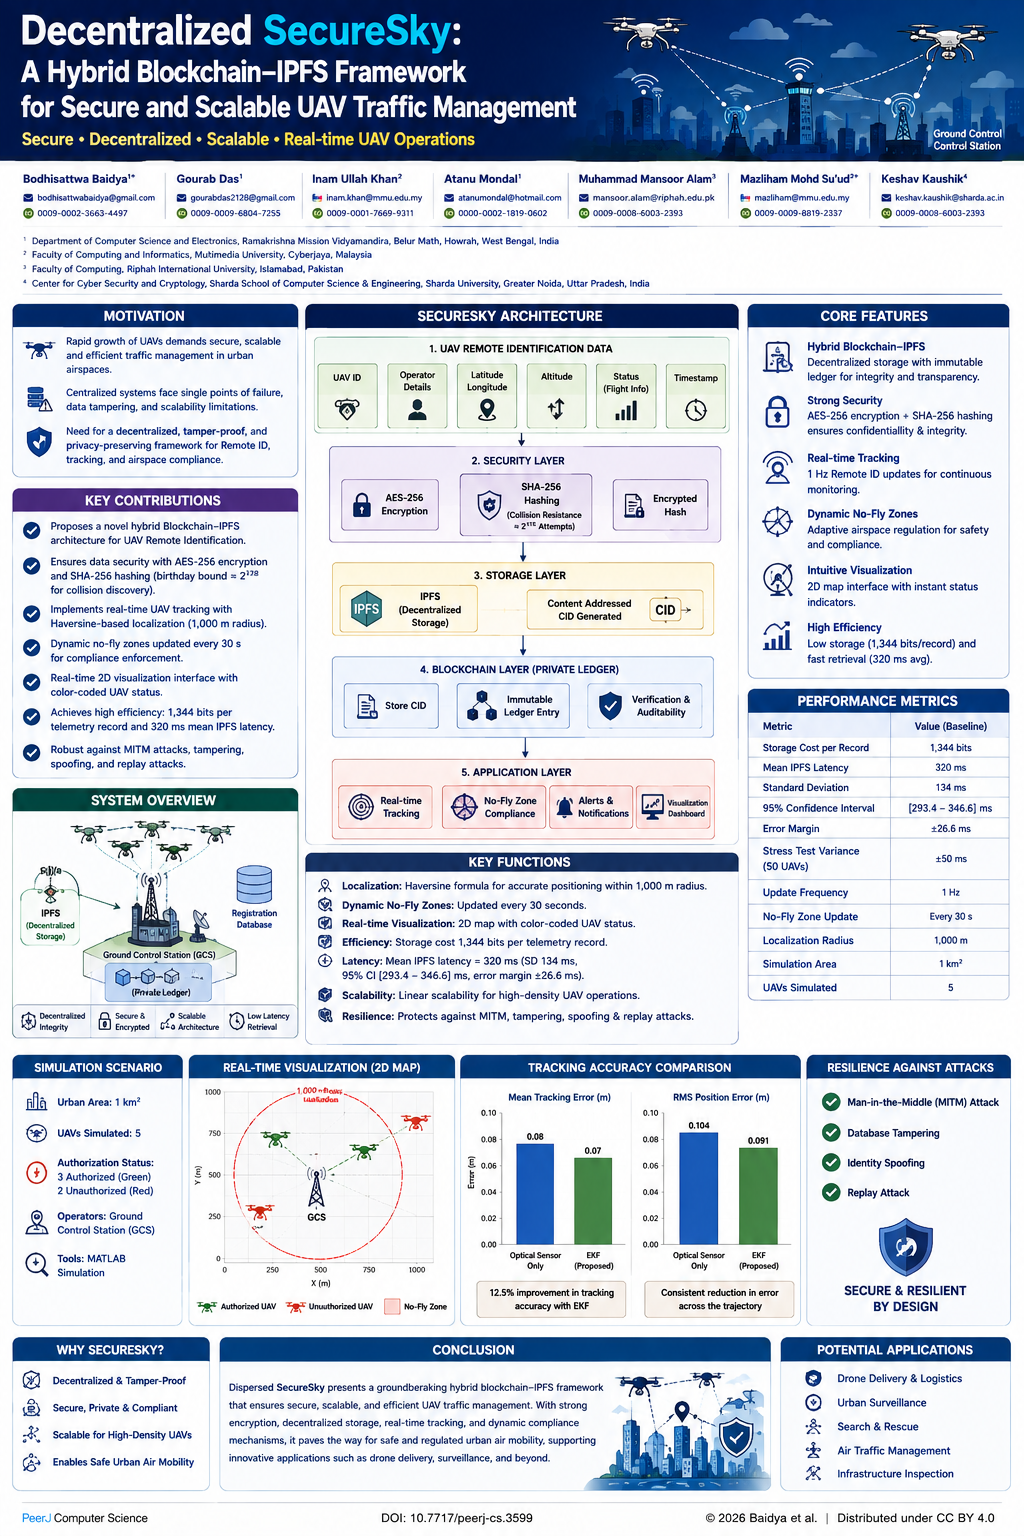 Decentralized SecureSky:
A Hybrid Blockchain–IPFS Framework
for Secure and Scalable UAV Traffic Management
Secure • Decentralized • Scalable • Real-time UAV Operations
Ground Control
Control Station
Bodhisattwa Baidya¹*
bodhisattwabaidya@gmail.com
0009-0002-3663-4497
Gourab Das¹
gourabdas2128@gmail.com
0009-0009-6804-7255
Inam Ullah Khan²
inam.khan@mmu.edu.my
0009-0001-7669-9311
Atanu Mondal¹
atanumondal@hotmail.com
0000-0002-1819-0602
Muhammad Mansoor Alam³
mansoor.alam@riphah.edu.pk
0009-0008-6003-2393
Mazliham Mohd Su'ud²*
mazliham@mmu.edu.my
0009-0009-8819-2337
Keshav Kaushik⁴
keshav.kaushik@sharda.ac.in
0009-0008-6003-2393
¹ Department of Computer Science and Electronics, Ramakrishna Mission Vidyamandira, Belur Math, Howrah, West Bengal, India
² Faculty of Computing and Informatics, Mutimedia University, Cyberjaya, Malaysia
³ Faculty of Computing, Riphah International University, Islamabad, Pakistan
⁴ Center for Cyber Security and Cryptology, Sharda School of Computer Science & Engineering, Sharda University, Greater Noida, Uttar Pradesh, India
MOTIVATION
Rapid growth of UAVs demands secure, scalable
and efficient traffic management in urban
airspaces.
Centralized systems face single points of failure,
data tampering, and scalability limitations.
Need for a decentralized, tamper-proof, and
privacy-preserving framework for Remote ID,
tracking, and airspace compliance.
KEY CONTRIBUTIONS
Proposes a novel hybrid Blockchain–IPFS
architecture for UAV Remote Identification.
Ensures data security with AES-256 encryption
and SHA-256 hashing (birthday bound ≈ 2¹²⁸
for collision discovery).
Implements real-time UAV tracking with
Haversine-based localization (1,000 m radius).
Dynamic no-fly zones updated every 30 s
for compliance enforcement.
Real-time 2D visualization interface with
color-coded UAV status.
Achieves high efficiency: 1,344 bits per
telemetry record and 320 ms mean IPFS latency.
Robust against MITM attacks, tampering,
spoofing, and replay attacks.
SYSTEM OVERVIEW
IPFS
(Decentralized
Storage)
Registration
Database
Ground Control Station (GCS)
(Private Ledger)
Decentralized
Integrity
Secure &
Encrypted
Scalable
Architecture
Low Latency
Retrieval
SECURESKY ARCHITECTURE
1. UAV REMOTE IDENTIFICATION DATA
UAV ID
Operator
Details
Latitude
Longitude
Altitude
Status
(Flight Info)
Timestamp
2. SECURITY LAYER
AES-256
Encryption
SHA-256
Hashing
(Collision Resistance
Attempts)
Encrypted
Hash
3. STORAGE LAYER
IPFS
IPFS
(Decentralized
Storage)
Content Addressed
CID Generated
CID
4. BLOCKCHAIN LAYER (PRIVATE LEDGER)
Store CID
Immutable
Ledger Entry
Verification &
Auditability
5. APPLICATION LAYER
Real-time
Tracking
No-Fly Zone
Compliance
Alerts &
Notifications
Visualization
Dashboard
KEY FUNCTIONS
Localization: Haversine formula for accurate positioning within 1,000 m radius.
Dynamic No-Fly Zones: Updated every 30 seconds.
Real-time Visualization: 2D map with color-coded UAV status.
Efficiency: Storage cost 1,344 bits per telemetry record.
Latency: Mean IPFS latency = 320 ms (SD 134 ms,
95% CI [293.4 – 346.6] ms, error margin ±26.6 ms).
Scalability: Linear scalability for high-density UAV operations.
Resilience: Protects against MITM, tampering, spoofing & replay attacks.
CORE FEATURES
Hybrid Blockchain–IPFS
Decentralized storage with immutable
ledger for integrity and transparency.
Strong Security
AES-256 encryption + SHA-256 hashing
ensures confidentiallity & integrity.
Real-time Tracking
1 Hz Remote ID updates for continuous
monitoring.
Dynamic No-Fly Zones
Adaptive airspace regulation for safety
and compliance.
Intuitive Visualization
2D map interface with instant status
indicators.
High Efficiency
Low storage (1,344 bits/record) and
fast retrieval (320 ms avg).
PERFORMANCE METRICS
Metric Value (Baseline)
Storage Cost per Record 1,344 bits
Mean IPFS Latency 320 ms
Standard Deviation 134 ms
95% Confidence Interval [293.4 – 346.6] ms
Error Margin ±26.6 ms
Stress Test Variance
(50 UAVs) ±50 ms
Update Frequency 1 Hz
No-Fly Zone Update Every 30 s
Localization Radius 1,000 m
Simulation Area 1 km²
UAVs Simulated 5
SIMULATION SCENARIO
Urban Area: 1 km²
UAVs Simulated: 5
Authorization Status:
3 Authorized (Green)
2 Unauthorized (Red)
Operators: Ground
Control Station (GCS)
Tools: MATLAB
Simulation
REAL-TIME VISUALIZATION (2D MAP)
1,000
1000
750
500
250
0
Y (m)
GCS
0 250 500 750 1000
X (m)
Authorized UAV
Unuthorized UAV
No-Fly Zone
TRACKING ACCURACY COMPARISON
Mean Tracking Error (m)
Error (m)
0.10
0.08
0.06
0.04
0.02
0.00
0.08
0.07
Optical Sensor
Only
EKF
(Proposed)
12.5% improvement in tracking
accuracy with EKF
RMS Position Error (m)
0.10
0.08
0.06
0.04
0.02
0.00
0.104
0.091
Optical Sensor
Only
EKF
(Proposed)
Consistent reduction in error
across the trajectory
RESILIENCE AGAINST ATTACKS
Man-in-the-Middle (MITM) Attack
Database Tampering
Identity Spoofing
Replay Attack
SECURE & RESILIENT
BY DESIGN
WHY SECURESKY?
Decentralized & Tamper-Proof
Secure, Private & Compliant
Scalable for High-Density UAVs
Enables Safe Urban Air Mobility
CONCLUSION
Dispersed SecureSky presents a groundberaking hybrid blockchain–IPFS framework
that ensures secure, scalable, and efficient UAV traffic management. With strong
encryption, decentralized storage, real-time tracking, and dynamic compliance
mechanisms, it paves the way for safe and regulated urban air mobility, supporting
innovative applications such as drone delivery, surveillance, and beyond.
POTENTIAL APPLICATIONS
Drone Delivery & Logistics
Urban Surveillance
Search & Rescue
Air Traffic Management
Infrastructure Inspection
PeerJ Computer Science
DOI: 10.7717/peerj-cs.3599
© 2026 Baidya et al. | Distributed under CC BY 4.0